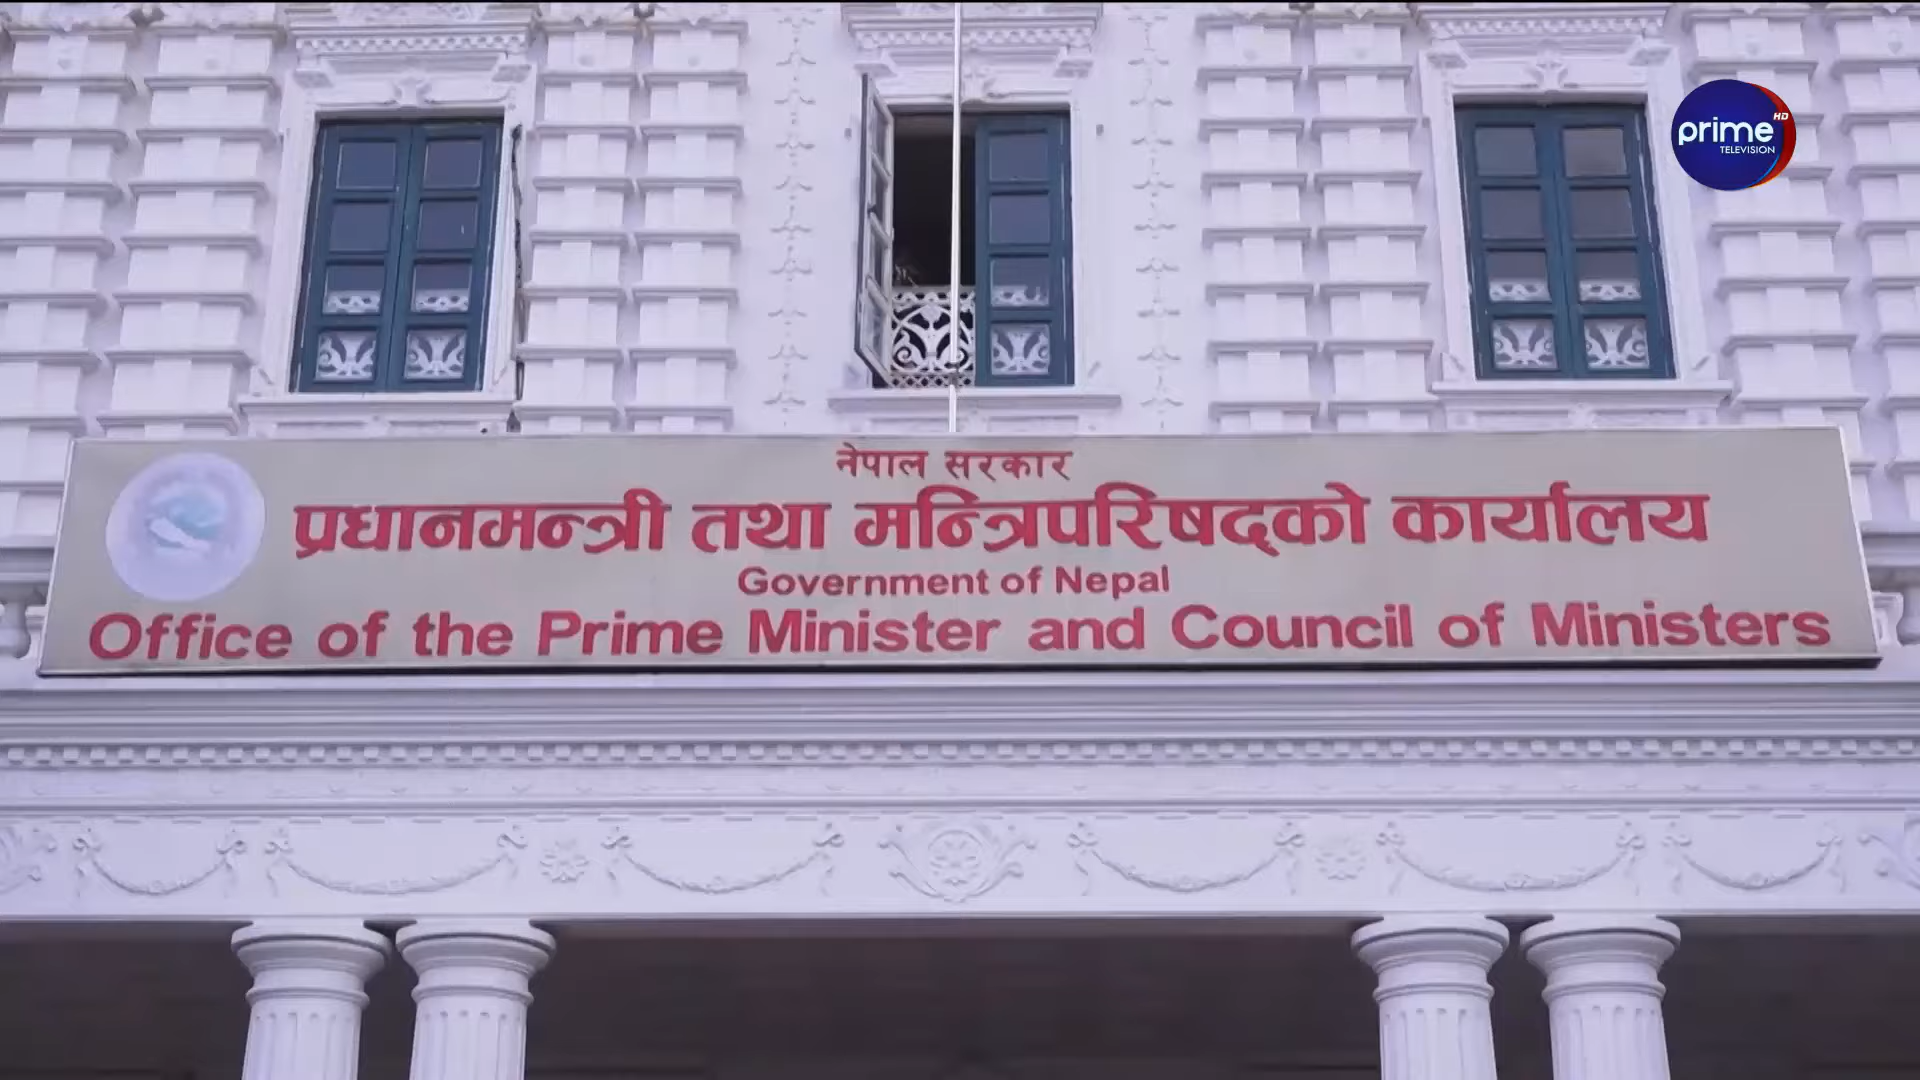 prime HD
TELEVISION
नेपाल सरकार
प्रधानमन्त्री तथा मन्त्रिपरिषद्को कार्यालय
Government of Nepal
Office of the Prime Minister and Council of Ministers